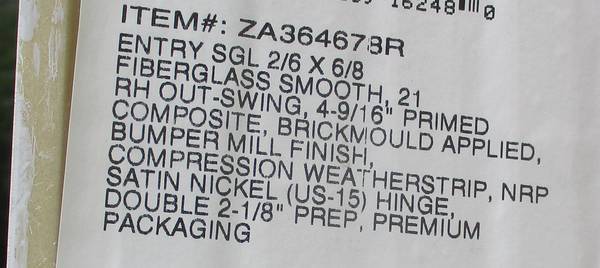 16248 0
ITEM#: ZA364678R
ENTRY SGL 2/6 X 6/8
FIBERGLASS SMOOTH, 21
RH OUT-SWING, 4-9/16" PRIMED
COMPOSITE, BRICKMOULD APPLIED,
BUMPER MILL FINISH,
COMPRESSION WEATHERSTRIP, NRP
SATIN NICKEL (US-15) HINGE,
DOUBLE 2-1/8" PREP, PREMIUM
PACKAGING